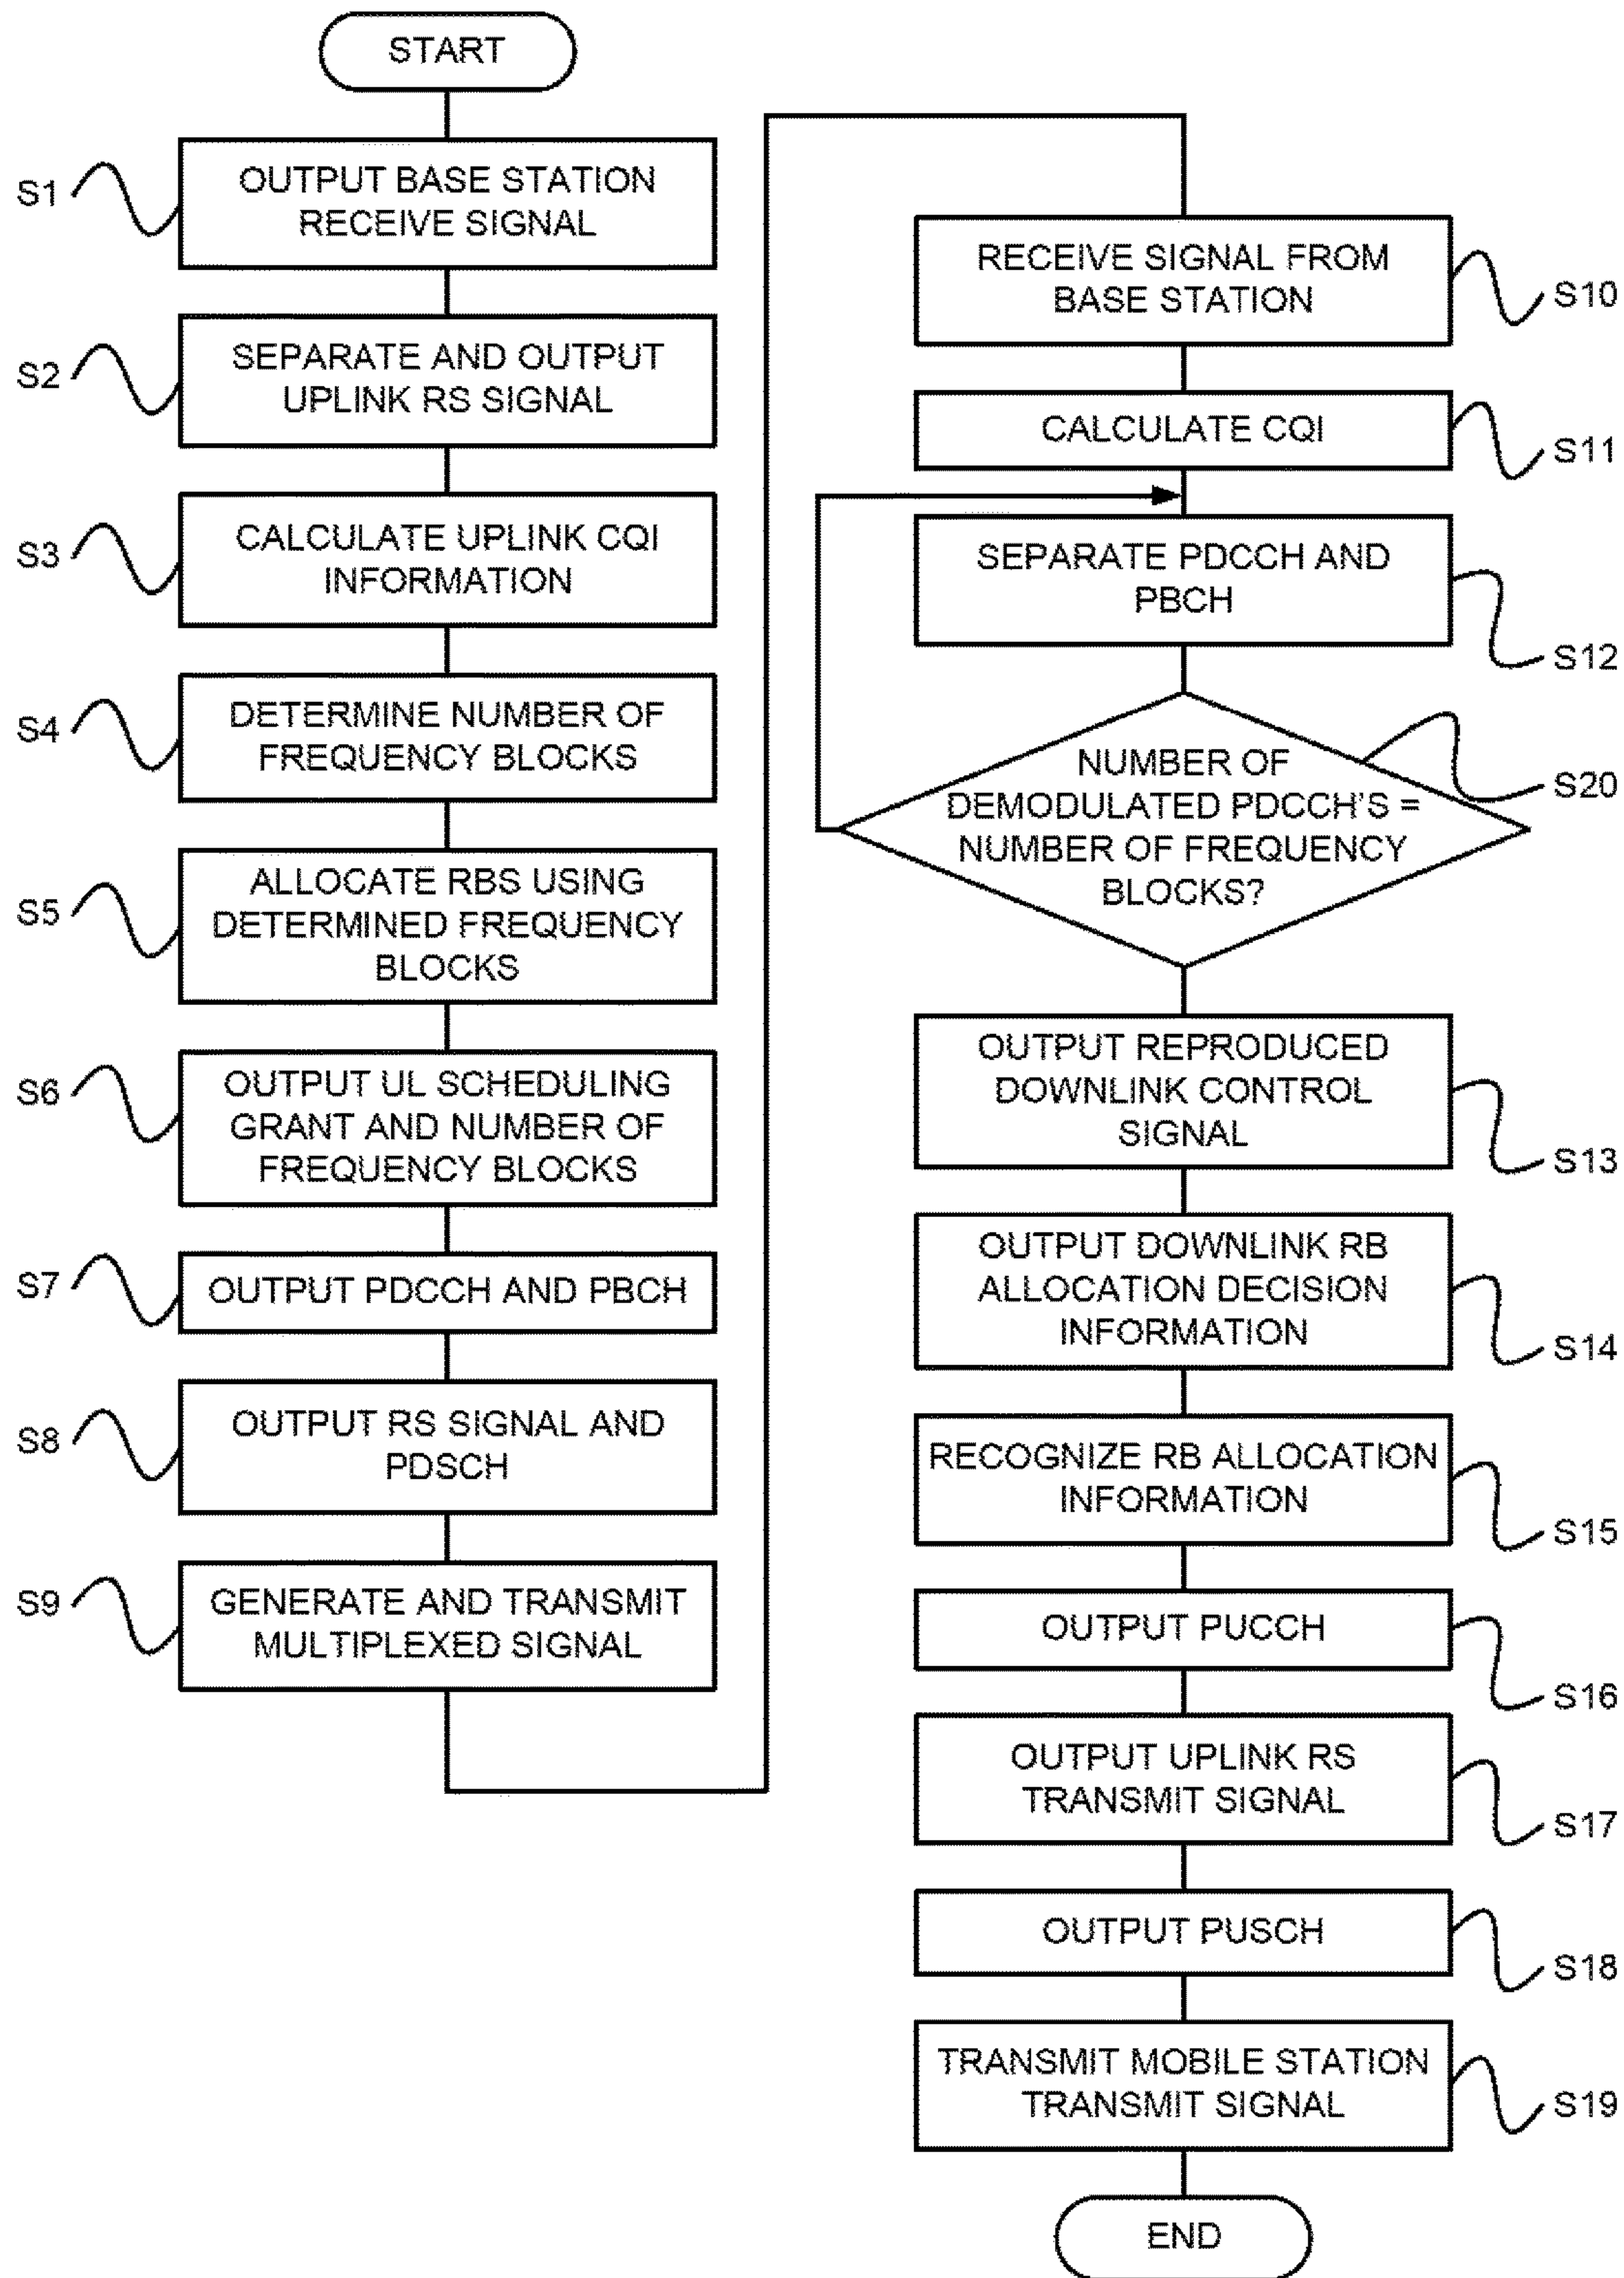 START
S1
OUTPUT BASE STATION
RECEIVE SIGNAL
S2
SEPARATE AND OUTPUT
UPLINK RS SIGNAL
S3
CALCULATE UPLINK CQI
INFORMATION
S4
DETERMINE NUMBER OF
FREQUENCY BLOCKS
S5
ALLOCATE RBS USING
DETERMINED FREQUENCY
BLOCKS
S6
OUTPUT UL SCHEDULING
GRANT AND NUMBER OF
FREQUENCY BLOCKS
S7
OUTPUT PDCCH AND PBCH
S8
OUTPUT RS SIGNAL AND
PDSCH
S9
GENERATE AND TRANSMIT
MULTIPLEXED SIGNAL
RECEIVE SIGNAL FROM
BASE STATION
S10
CALCULATE CQI
S11
SEPARATE PDCCH AND
PBCH
S12
NUMBER OF
DEMODULATED PDCCH'S =
NUMBER OF FREQUENCY
BLOCKS?
S20
OUTPUT REPRODUCED
DOWNLINK CONTROL
SIGNAL
S13
OUTPUT DOWNLINK RB
ALLOCATION DECISION
INFORMATION
S14
RECOGNIZE RB ALLOCATION
INFORMATION
S15
OUTPUT PUCCH
S16
OUTPUT UPLINK RS
TRANSMIT SIGNAL
S17
OUTPUT PUSCH
S18
TRANSMIT MOBILE STATION
TRANSMIT SIGNAL
S19
END